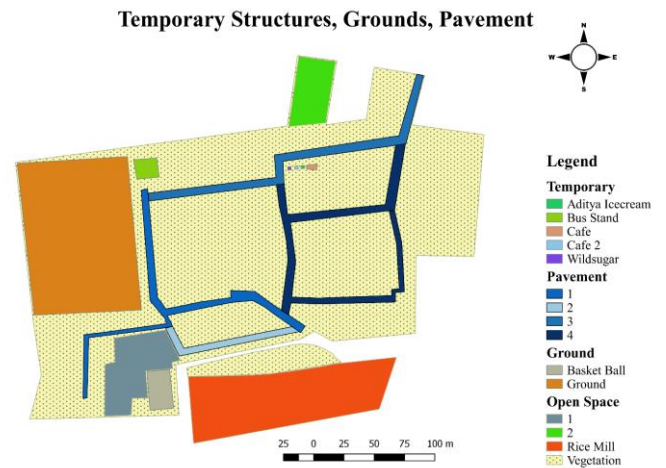 Temporary Structures, Grounds, Pavement
N
W E
S
Legend
Temporary
Aditya Icecream
Bus Stand
Cafe
Cafe 2
Wildsugar
Pavement
1
2
3
4
Ground
Basket Ball
Ground
Open Space
1
2
Rice Mill
Vegetation
25 0 25 50 75 100 m